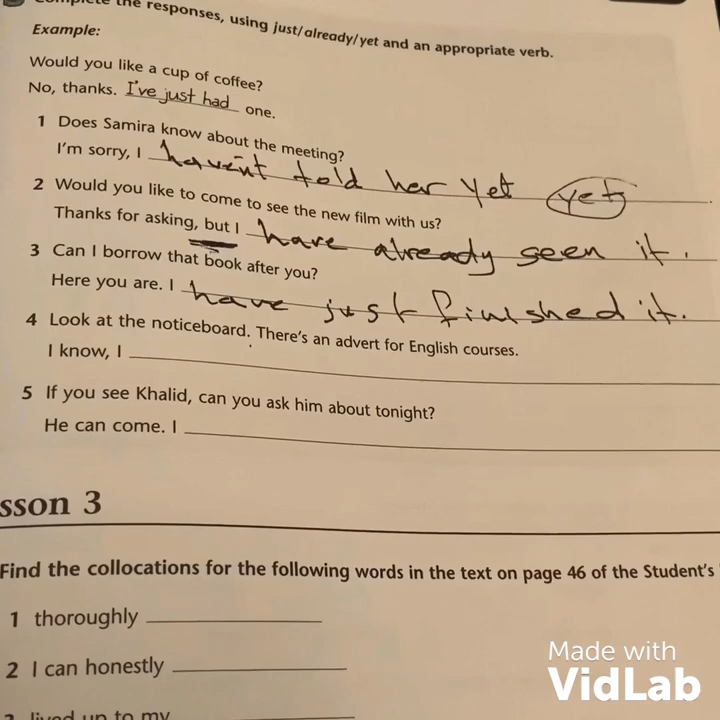 Complete the responses, using just/already/yet and an appropriate verb.
Example:
Would you like a cup of coffee?
No, thanks. I've just had one.
1 Does Samira know about the meeting?
I'm sorry, I haven't told her yet yet
2 Would you like to come to see the new film with us?
Thanks for asking, but I have already seen it.
3 Can I borrow that book after you?
Here you are. I have just finished it.
4 Look at the noticeboard. There's an advert for English courses.
I know, I
5 If you see Khalid, can you ask him about tonight?
He can come. I
sson 3
Find the collocations for the following words in the text on page 46 of the Student's
1 thoroughly
2 I can honestly
3 lived up to my
Made with
VidLab